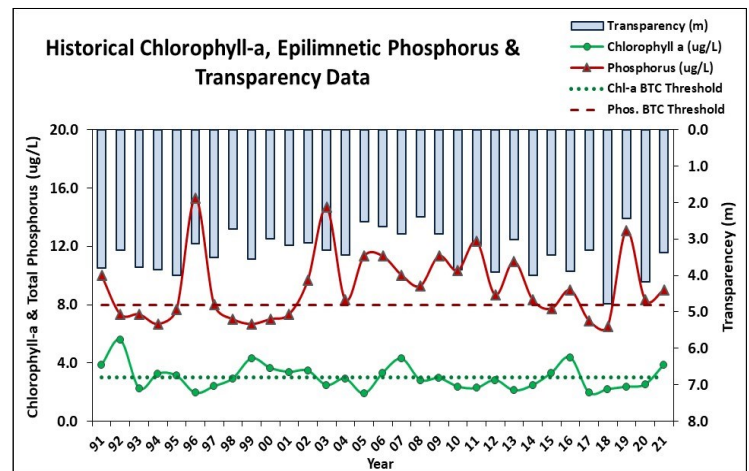 Historical Chlorophyll-a, Epilimnetic Phosphorus &
Transparency Data
Transparency (m)
Chlorophyll a (ug/L)
Phosphorus (ug/L)
Chl-a BTC Threshold
Phos. BTC Threshold
Chlorophyll-a & Total Phosphorus (ug/L)
20.0
16.0
12.0
8.0
4.0
0.0
0.0
1.0
2.0
3.0
4.0
5.0
6.0
7.0
8.0
Transparencey (m)
91 92 93 94 95 96 97 98 99 00 01 02 03 04 05 06 07 08 09 10 11 12 13 14 15 16 17 18 19 20 21
Year